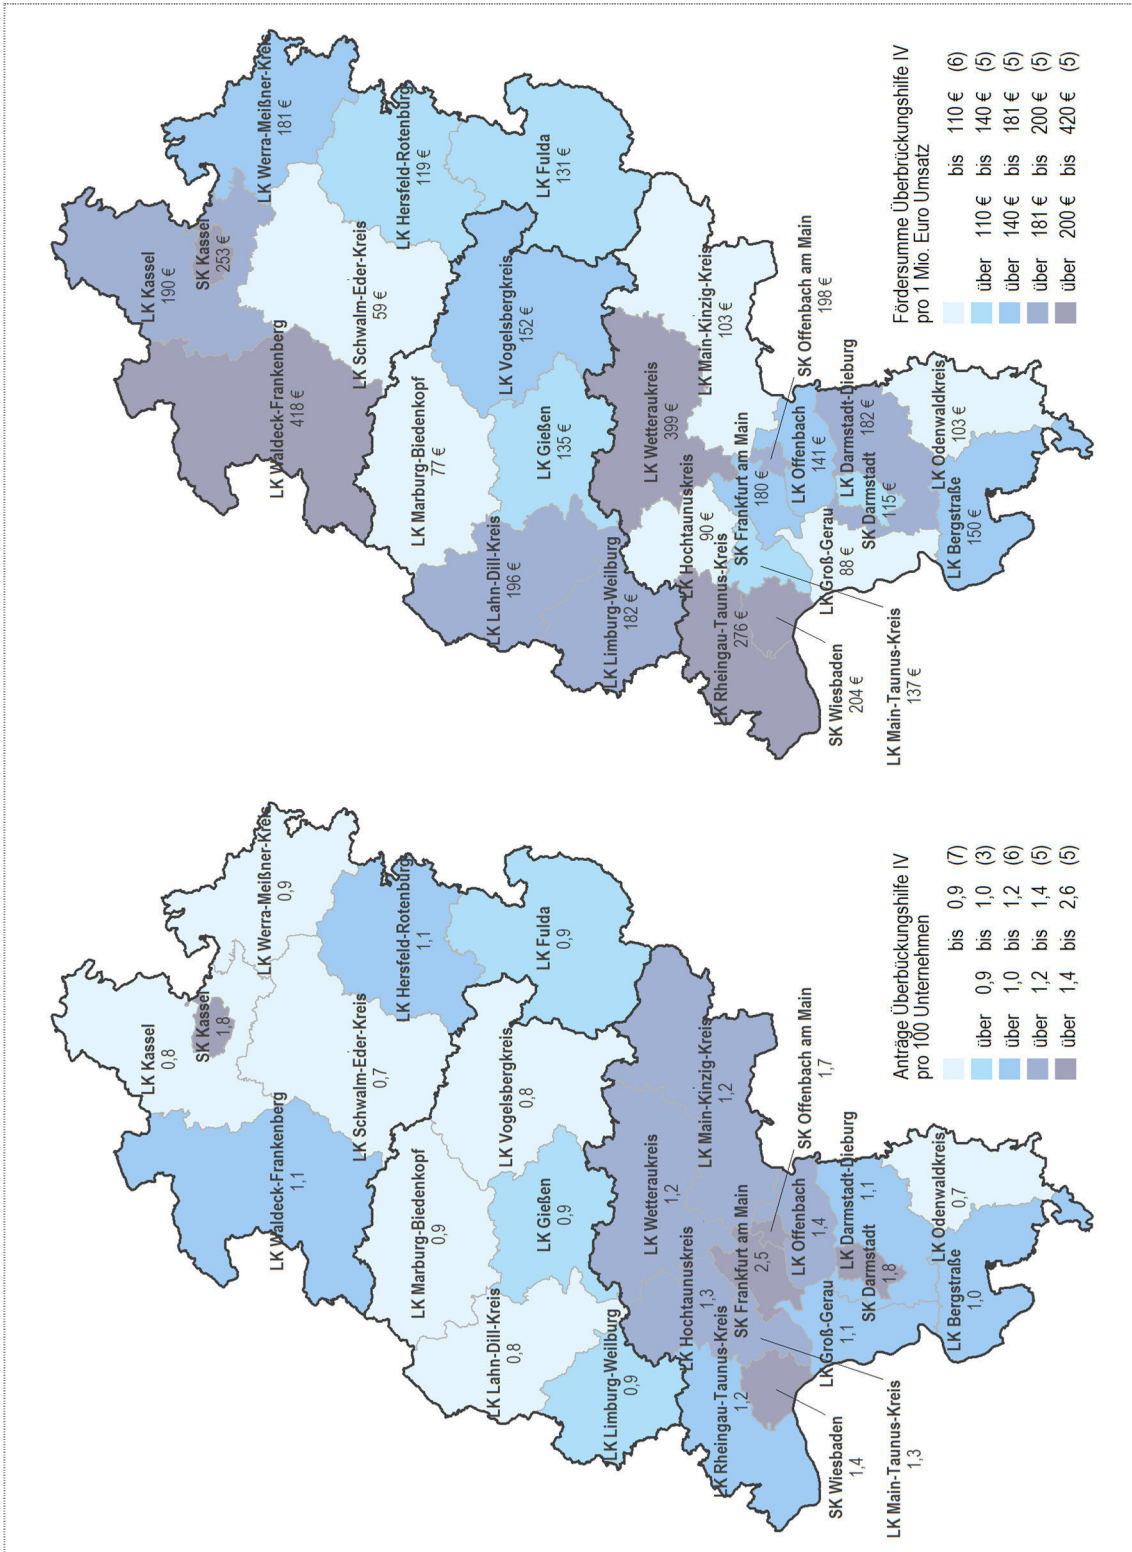 LK Kassel
0,8
SK Kassel
1,8
LK Werra-Meißner-Kreis
0,9
LK Waldeck-Frankenberg
1,1
LK Schwalm-Eder-Kreis
0,7
LK Hersfeld-Rotenburg
1,1
LK Marburg-Biedenkopf
0,9
LK Vogelsbergkreis
0,8
LK Fulda
0,9
LK Lahn-Dill-Kreis
0,8
LK Gießen
0,9
LK Limburg-Weilburg
0,9
LK Wetteraukreis
1,2
LK Hochtaunuskreis
1,3
LK Main-Kinzig-Kreis
1,2
LK Rheingau-Taunus-Kreis
1,2
SK Frankfurt am Main
2,5
SK Offenbach am Main
1,7
LK Offenbach
1,4
SK Wiesbaden
1,4
LK Main-Taunus-Kreis
1,3
LK Groß-Gerau
1,1
LK Darmstadt-Dieburg
1,1
SK Darmstadt
1,8
LK Bergstraße
1,0
LK Odenwaldkreis
0,7
Anträge Überbückungshilfe IV
pro 100 Unternehmen
bis 0,9 (7)
über 0,9 bis 1,0 (3)
über 1,0 bis 1,2 (6)
über 1,2 bis 1,4 (5)
über 1,4 bis 2,6 (5)
LK Kassel
190 €
SK Kassel
253 €
LK Werra-Meißner-Kreis
181 €
LK Waldeck-Frankenberg
418 €
LK Schwalm-Eder-Kreis
59 €
LK Hersfeld-Rotenburg
119 €
LK Marburg-Biedenkopf
77 €
LK Vogelsbergkreis
152 €
LK Fulda
131 €
LK Lahn-Dill-Kreis
196 €
LK Gießen
135 €
LK Limburg-Weilburg
182 €
LK Wetteraukreis
399 €
LK Hochtaunuskreis
90 €
LK Main-Kinzig-Kreis
103 €
LK Rheingau-Taunus-Kreis
276 €
SK Frankfurt am Main
180 €
SK Offenbach am Main
198 €
LK Offenbach
141 €
SK Wiesbaden
204 €
LK Main-Taunus-Kreis
137 €
LK Groß-Gerau
88 €
LK Darmstadt-Dieburg
182 €
SK Darmstadt
115 €
LK Bergstraße
150 €
LK Odenwaldkreis
103 €
Fördersumme Überbrückungshilfe IV
pro 1 Mio. Euro Umsatz
bis 110 € (6)
über 110 € bis 140 € (5)
über 140 € bis 181 € (5)
über 181 € bis 200 € (5)
über 200 € bis 420 € (5)